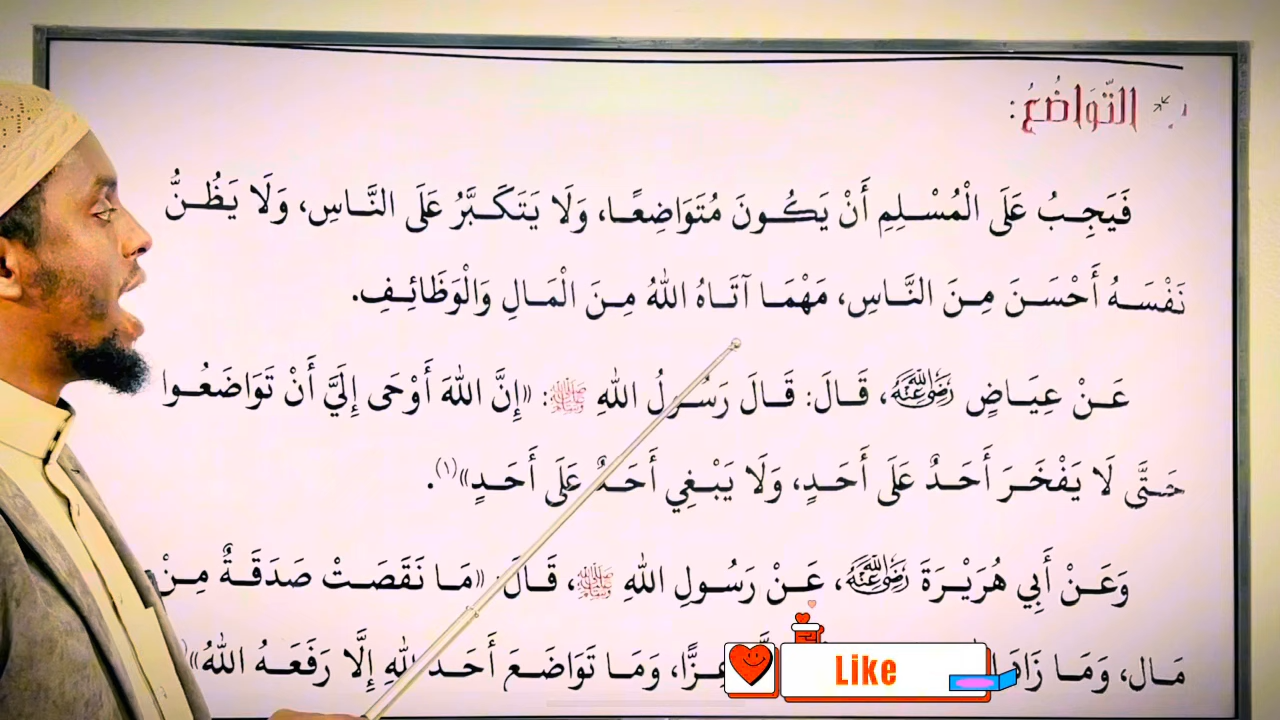 التَّوَاضُعُ:
فَيَجِبُ عَلَى الْمُسْلِمِ أَنْ يَكُونَ مُتَوَاضِعًا، وَلَا يَتَكَبَّرُ عَلَى النَّاسِ، وَلَا يَظُنُّ
نَفْسَهُ أَحْسَنَ مِنَ النَّاسِ، مَهْمَا آتَاهُ اللهُ مِنَ الْمَالِ وَالْوَظَائِفِ.
عَنْ عِيَاضٍ رَضِيَ اللهُ عَنْهُ، قَالَ: قَالَ رَسُولُ اللهِ ﷺ: «إِنَّ اللهَ أَوْحَى إِلَيَّ أَنْ تَوَاضَعُوا
حَتَّى لَا يَفْخَرَ أَحَدٌ عَلَى أَحَدٍ، وَلَا يَبْغِي أَحَدٌ عَلَى أَحَدٍ»(١).
وَعَنْ أَبِي هُرَيْرَةَ رَضِيَ اللهُ عَنْهُ، عَنْ رَسُولِ اللهِ ﷺ، قَالَ: «مَا نَقَصَتْ صَدَقَةٌ مِنْ
مَال، وَمَا عِزًّا، وَمَا تَوَاضَعَ أَحَدٌ للهِ إِلَّا رَفَعَهُ اللهُ»
Like